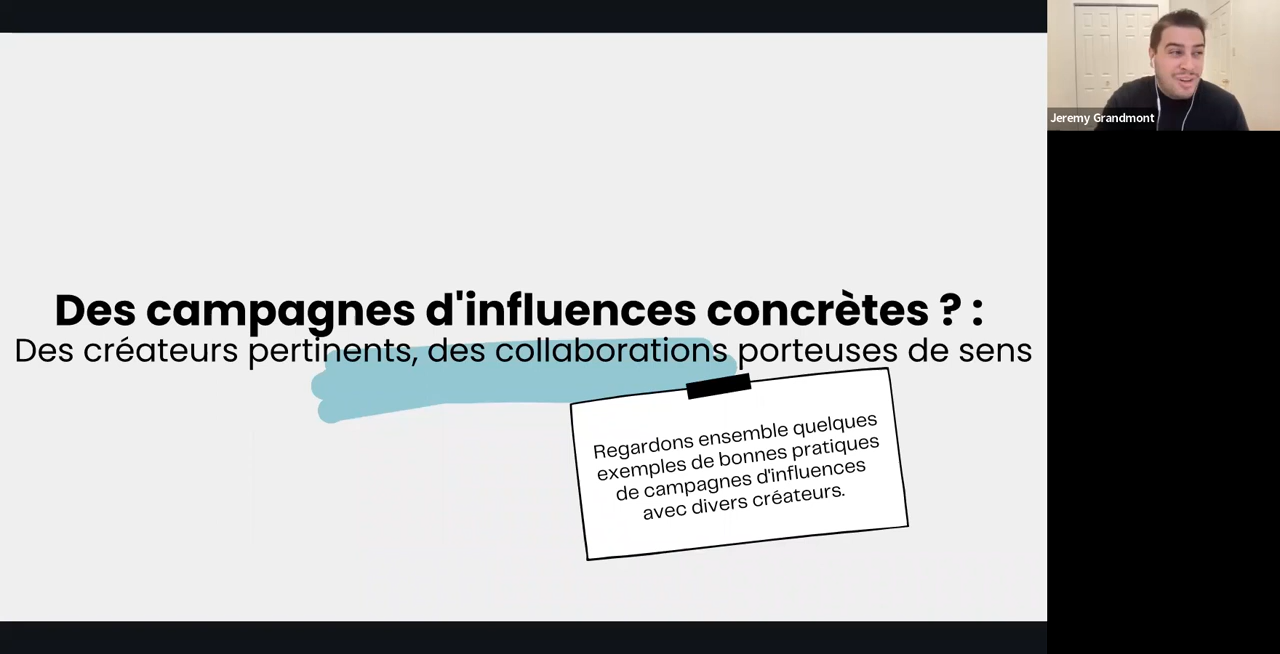 Des campagnes d'influences concrètes ? :
Des créateurs pertinents, des collaborations porteuses de sens
Regardons ensemble quelques
exemples de bonnes pratiques
de campagnes d'influences
avec divers créateurs.
Jeremy Grandmont